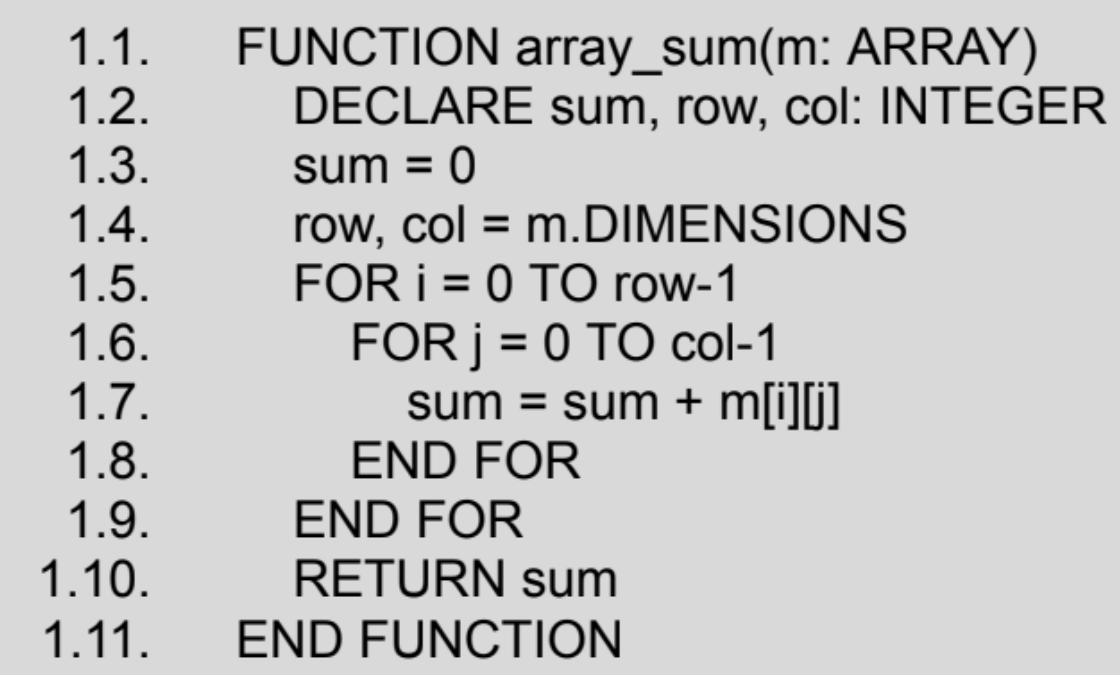 1.1. FUNCTION array_sum(m: ARRAY)
1.2. DECLARE sum, row, col: INTEGER
1.3. sum = 0
1.4. row, col = m.DIMENSIONS
1.5. FOR i = 0 TO row-1
1.6. FOR j = 0 TO col-1
1.7. sum = sum + m[i][j]
1.8. END FOR
1.9. END FOR
1.10. RETURN sum
1.11. END FUNCTION